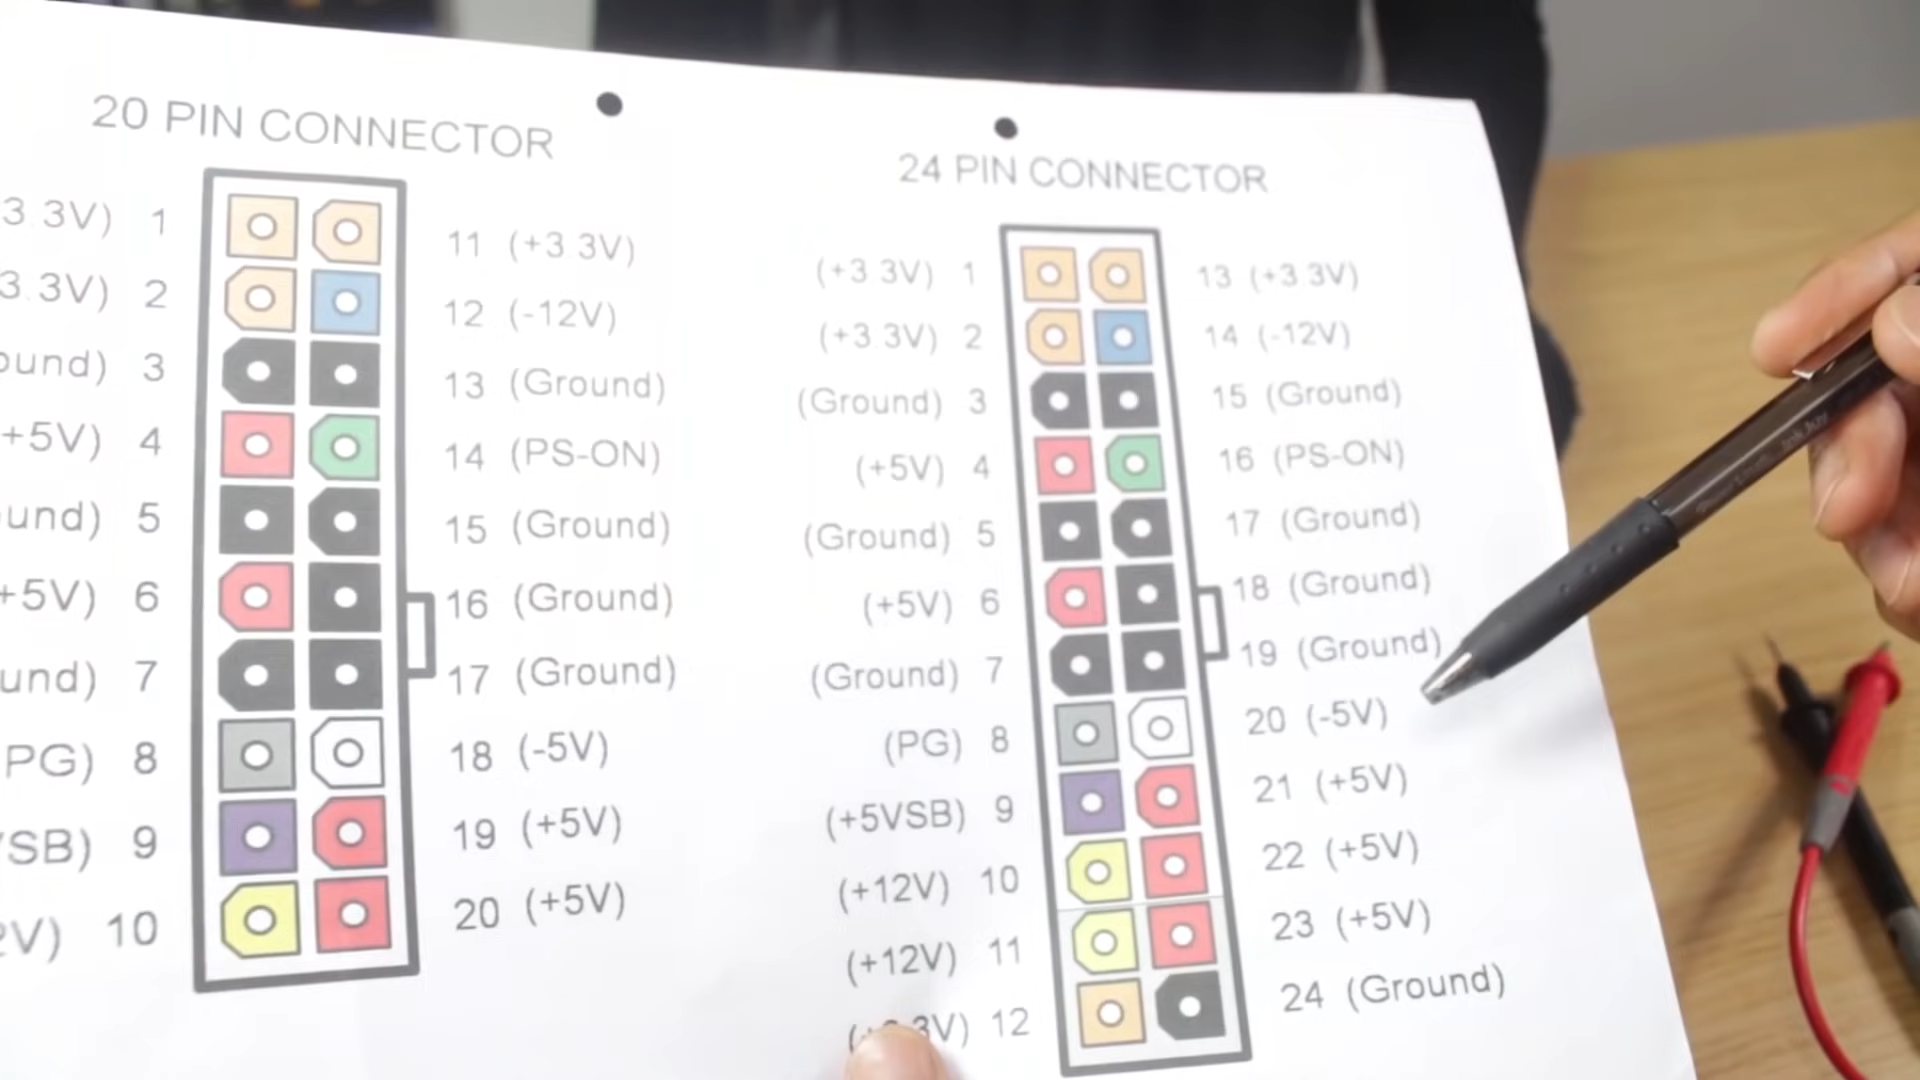 20 PIN CONNECTOR
3.3V) 1
11 (+3.3V)
3.3V) 2
12 (-12V)
ound) 3
13 (Ground)
+5V) 4
14 (PS-ON)
und) 5
15 (Ground)
+5V) 6
16 (Ground)
und) 7
17 (Ground)
PG) 8
18 (-5V)
VSB) 9
19 (+5V)
2V) 10
20 (+5V)
24 PIN CONNECTOR
(+3.3V) 1
13 (+3.3V)
(+3.3V) 2
14 (-12V)
(Ground) 3
15 (Ground)
(+5V) 4
16 (PS-ON)
(Ground) 5
17 (Ground)
(+5V) 6
18 (Ground)
(Ground) 7
19 (Ground)
(PG) 8
20 (-5V)
(+5VSB) 9
21 (+5V)
(+12V) 10
22 (+5V)
(+12V) 11
23 (+5V)
3V) 12
24 (Ground)